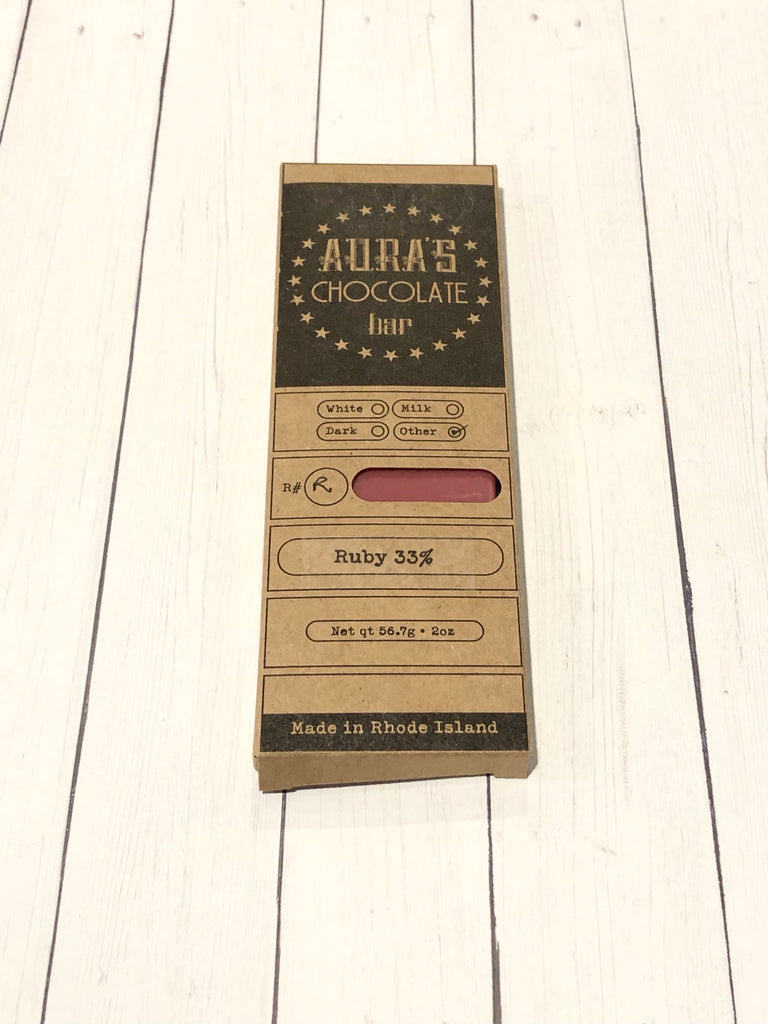 AURA'S
CHOCOLATE
bar
White Milk
Dark Other
R# R
Ruby 33%
Net qt 56.7g • 2oz
Made in Rhode Island